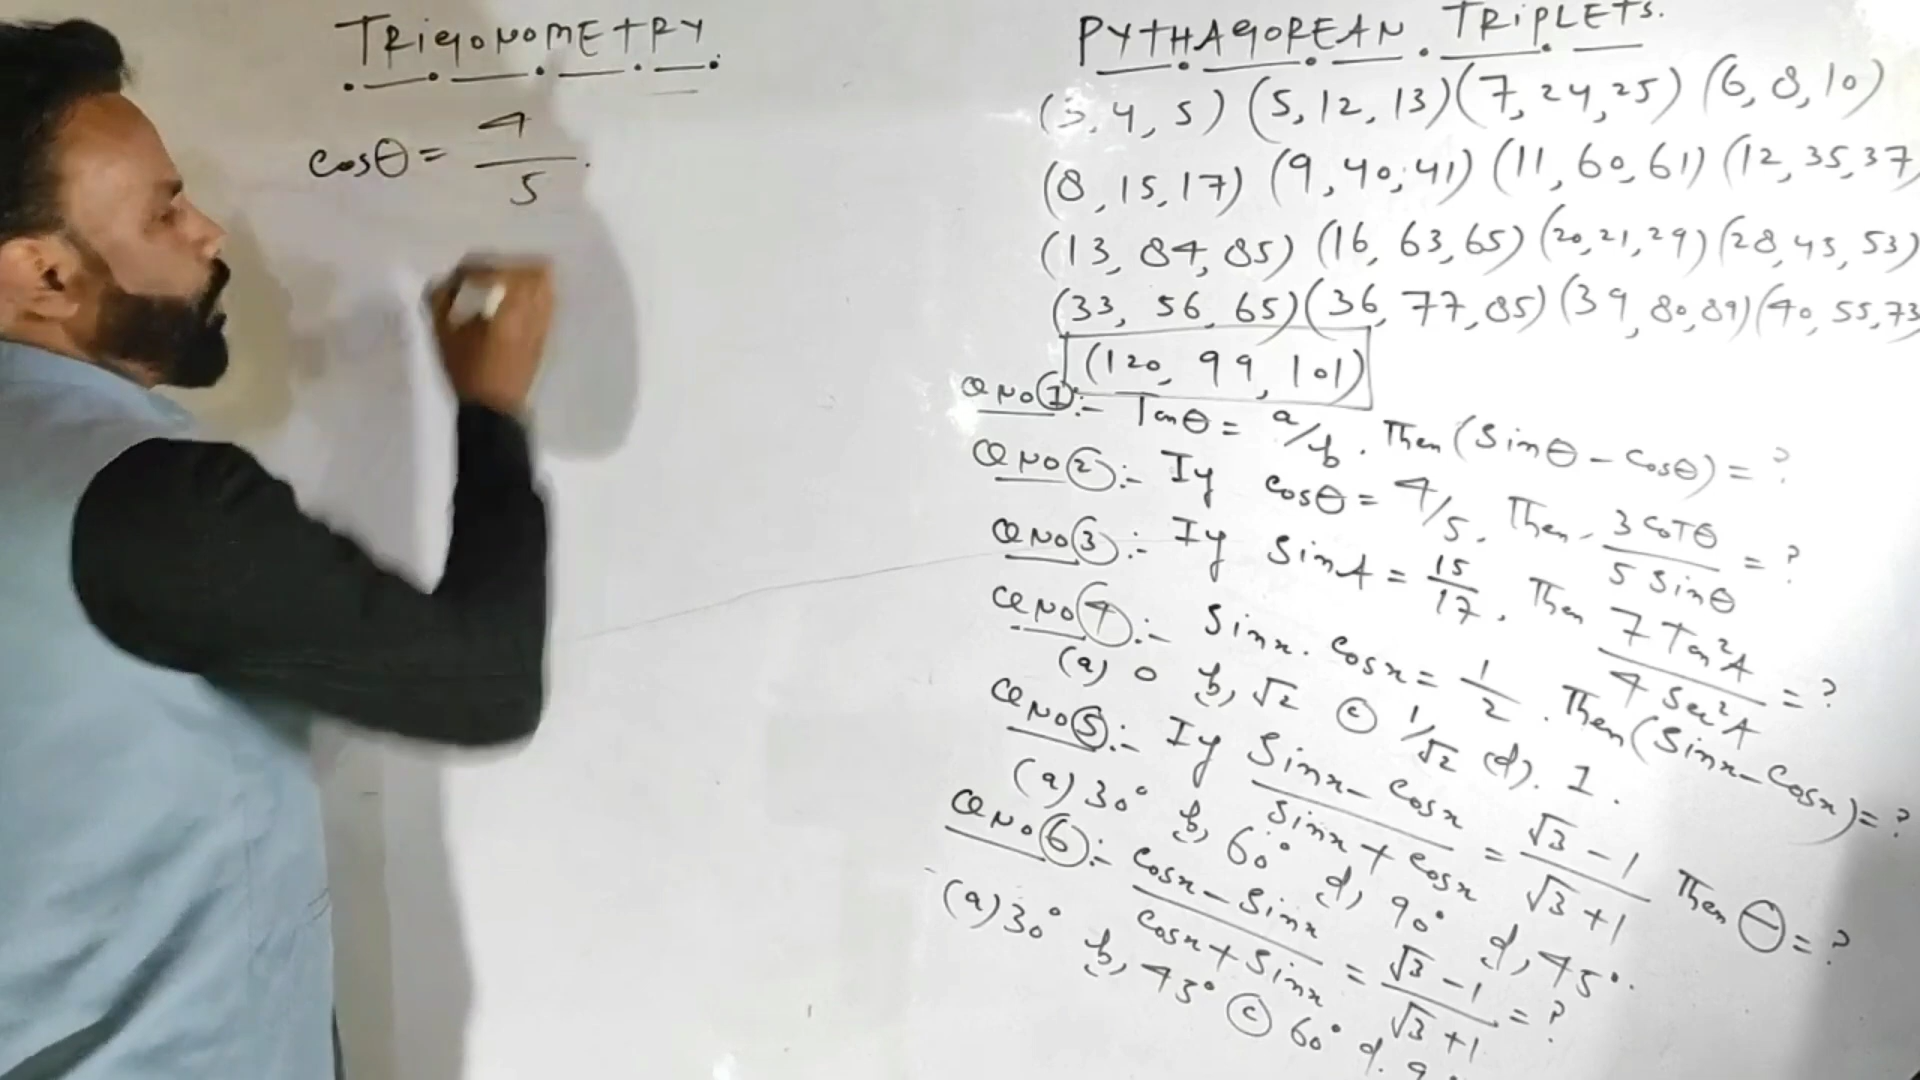 TRIGONOMETRY
cosθ = 4/5.
PYTHAGOREAN TRIPLETS.
(3, 4, 5) (5, 12, 13) (7, 24, 25) (6, 8, 10)
(8, 15, 17) (9, 40, 41) (11, 60, 61) (12, 35, 37)
(13, 84, 85) (16, 63, 65) (20, 21, 29) (28, 45, 53)
(33, 56, 65) (36, 77, 85) (39, 80, 89) (40, 55, 73
(120, 99, 101)
Q NO 1 :- Tanθ = a/b. Then (Sinθ - Cosθ) = ?
Q NO 2 :- If cosθ = 4/5. Then. 3 COTθ / 5 Sinθ = ?
Q NO 3 :- If SinA = 15/17. Then 7 Tan²A / 4 Sec²A = ?
Q NO 4 :- Sinx. Cosx = 1/2. Then (Sinx - Cosx) = ?
(a) 0 b, √2 (c) 1/√2 (d). 1.
Q NO 5 :- If Sinx - Cosx / Sinx + Cosx = √3 - 1 / √3 + 1 Then θ = ?
(a) 30° b, 60° d, 90° d, 45°.
Q NO 6 :- Cosx - Sinx / Cosx + Sinx = √3 - 1 / √3 + 1 = ?
(a) 30° b, 45° (c) 60° d. 9